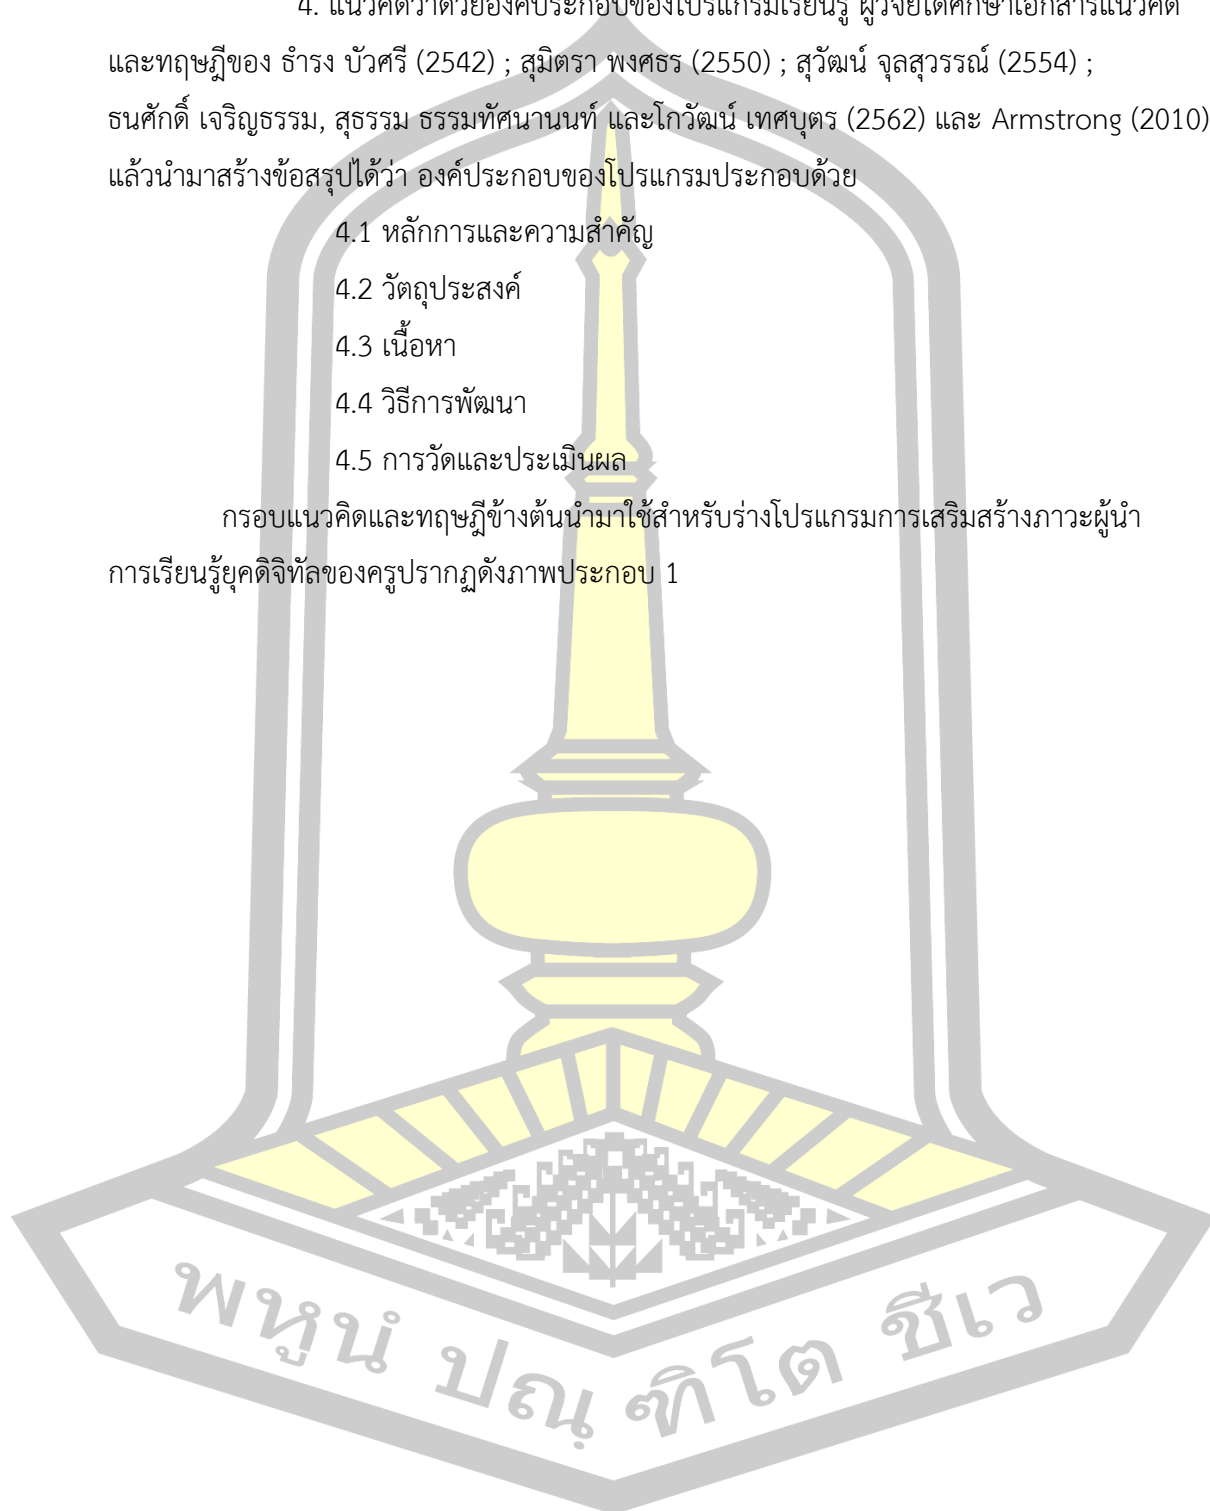 4. แนวคิดว่าด้วยองค์ประกอบของโปรแกรมเรียนรู้ ผู้วิจัยได้ศึกษาเอกสารแนวคิด
และทฤษฎีของ ธำรง บัวศรี (2542) ; สุมิตรา พงศธร (2550) ; สุวัฒน์ จุลสุวรรณ์ (2554) ;
ธนศักดิ์ เจริญธรรม, สุธรรม ธรรมทัศนานนท์ และโกวัฒน์ เทศบุตร (2562) และ Armstrong (2010)
แล้วนำมาสร้างข้อสรุปได้ว่า องค์ประกอบของโปรแกรมประกอบด้วย
4.1 หลักการและความสำคัญ
4.2 วัตถุประสงค์
4.3 เนื้อหา
4.4 วิธีการพัฒนา
4.5 การวัดและประเมินผล
กรอบแนวคิดและทฤษฎีข้างต้นนำมาใช้สำหรับร่างโปรแกรมการเสริมสร้างภาวะผู้นำ
การเรียนรู้ยุคดิจิทัลของครูปรากฏดังภาพประกอบ 1
พหูนํ ปณฺ ฑิโต ชีเว